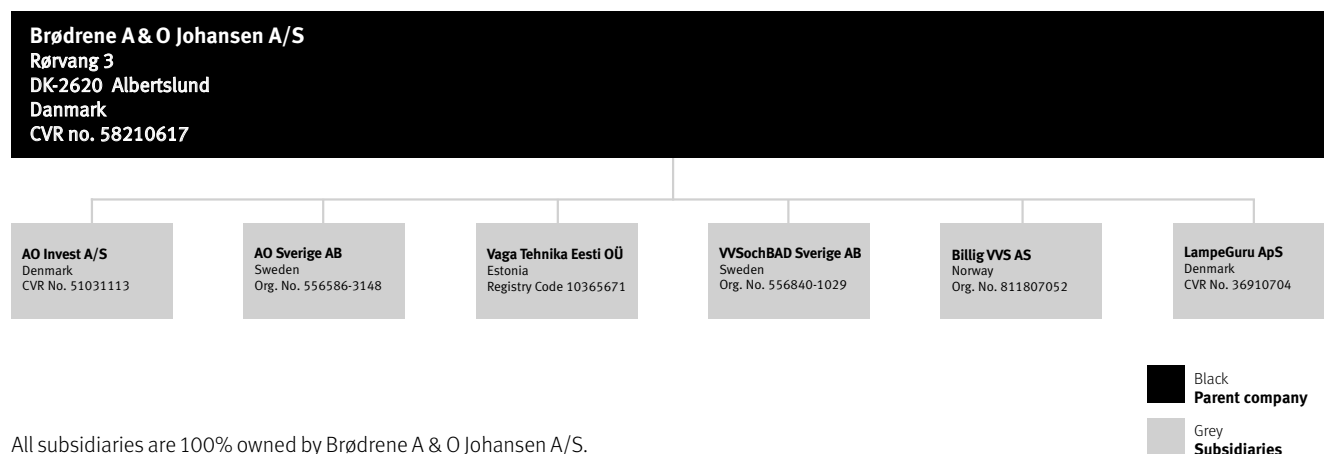 Brødrene A & O Johansen A/S
Rørvang 3
DK-2620 Albertslund
Danmark
CVR no. 58210617
AO Invest A/S
Denmark
CVR No. 51031113
AO Sverige AB
Sweden
Org. No. 556586-3148
Vaga Tehnika Eesti OÜ
Estonia
Registry Code 10365671
VVSochBAD Sverige AB
Sweden
Org. No. 556840-1029
Billig VVS AS
Norway
Org. No. 811807052
LampeGuru ApS
Denmark
CVR No. 36910704
Black
Parent company
Grey
Subsidiaries
All subsidiaries are 100% owned by Brødrene A & O Johansen A/S.